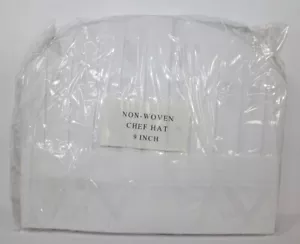 NON-WOVEN
CHEF HAT
9 INCH